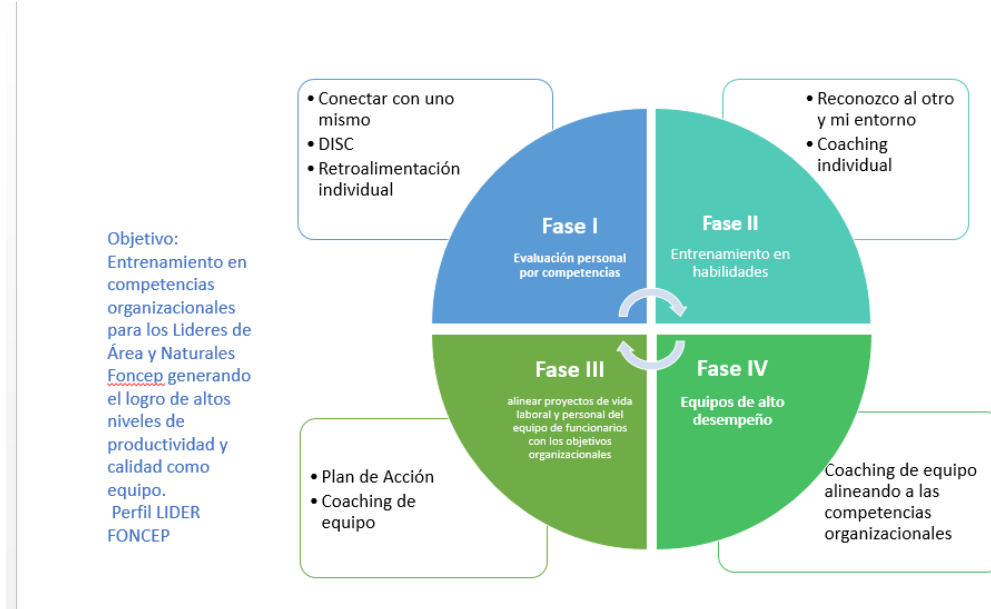 Objetivo:
Entrenamiento en
competencias
organizacionales
para los Lideres de
Área y Naturales
Foncep generando
el logro de altos
niveles de
productividad y
calidad como
equipo.
Perfil LIDER
FONCEP
• Conectar con uno
mismo
• DISC
• Retroalimentación
individual
Fase I
Evaluación personal
por competencias
• Reconozco al otro
y mi entorno
• Coaching
individual
Fase II
Entrenamiento en
habilidades
Fase III
alinear proyectos de vida
laboral y personal del
equipo de funcionarios
con los objetivos
organizacionales
• Plan de Acción
• Coaching de
equipo
Fase IV
Equipos de alto
desempeño
Coaching de equipo
alineando a las
competencias
organizacionales